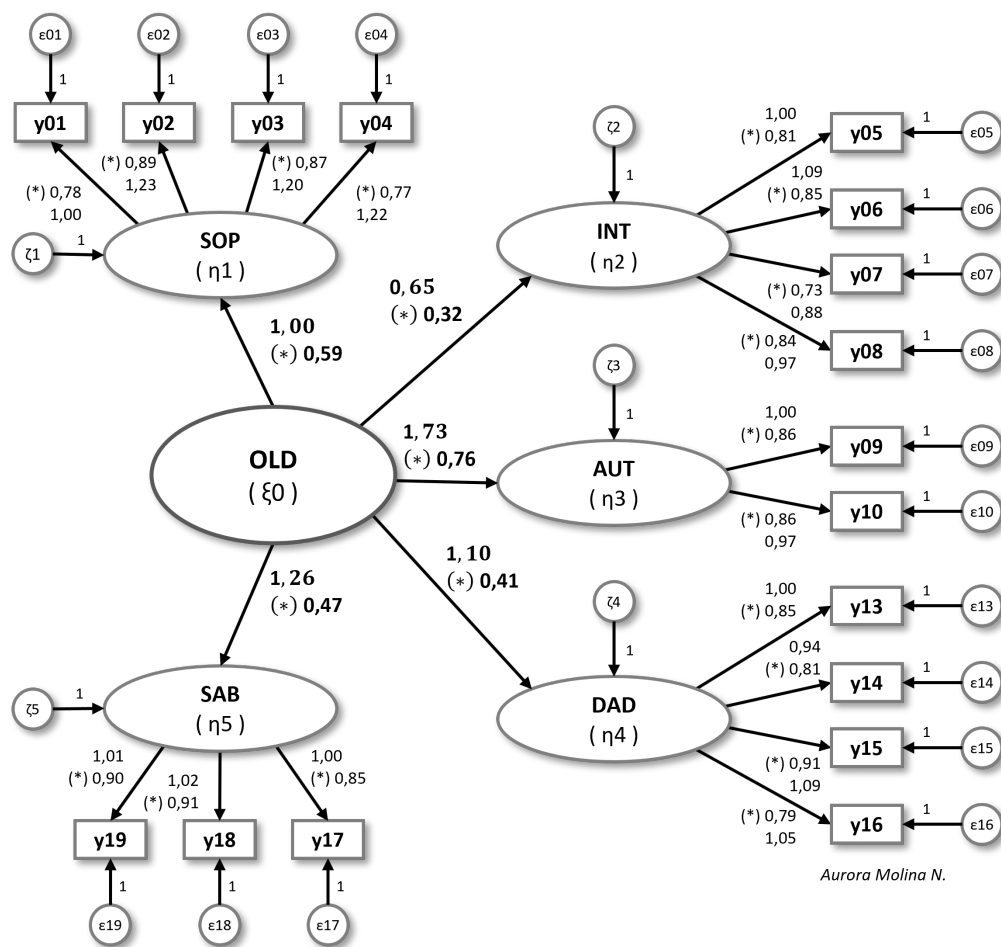 ε01 ε02 ε03 ε04
1 1 1 1
y01 y02 y03 y04
(*) 0,78
1,00
(*) 0,89
1,23
(*) 0,87
1,20
(*) 0,77
1,22
ζ1 1
SOP
( η1 )
ζ2
1
INT
( η2 )
1,00
(*) 0,81
y05 1 ε05
1,09
(*) 0,85
y06 1 ε06
y07 1 ε07
(*) 0,73
0,88
y08 1 ε08
(*) 0,84
0,97
1,00
(∗) 0,59
0,65
(∗) 0,32
OLD
( ξ0 )
1,73
(∗) 0,76
ζ3
1
AUT
( η3 )
1,00
(*) 0,86
y09 1 ε09
y10 1 ε10
(*) 0,86
0,97
1,26
(∗) 0,47
1,10
(∗) 0,41
ζ4
1
DAD
( η4 )
1,00
(*) 0,85
y13 1 ε13
0,94
(*) 0,81
y14 1 ε14
y15 1 ε15
(*) 0,91
1,09
y16 1 ε16
(*) 0,79
1,05
ζ5 1
SAB
( η5 )
1,01
(*) 0,90
1,02
(*) 0,91
1,00
(*) 0,85
y19 y18 y17
1 1 1
ε19 ε18 ε17
Aurora Molina N.